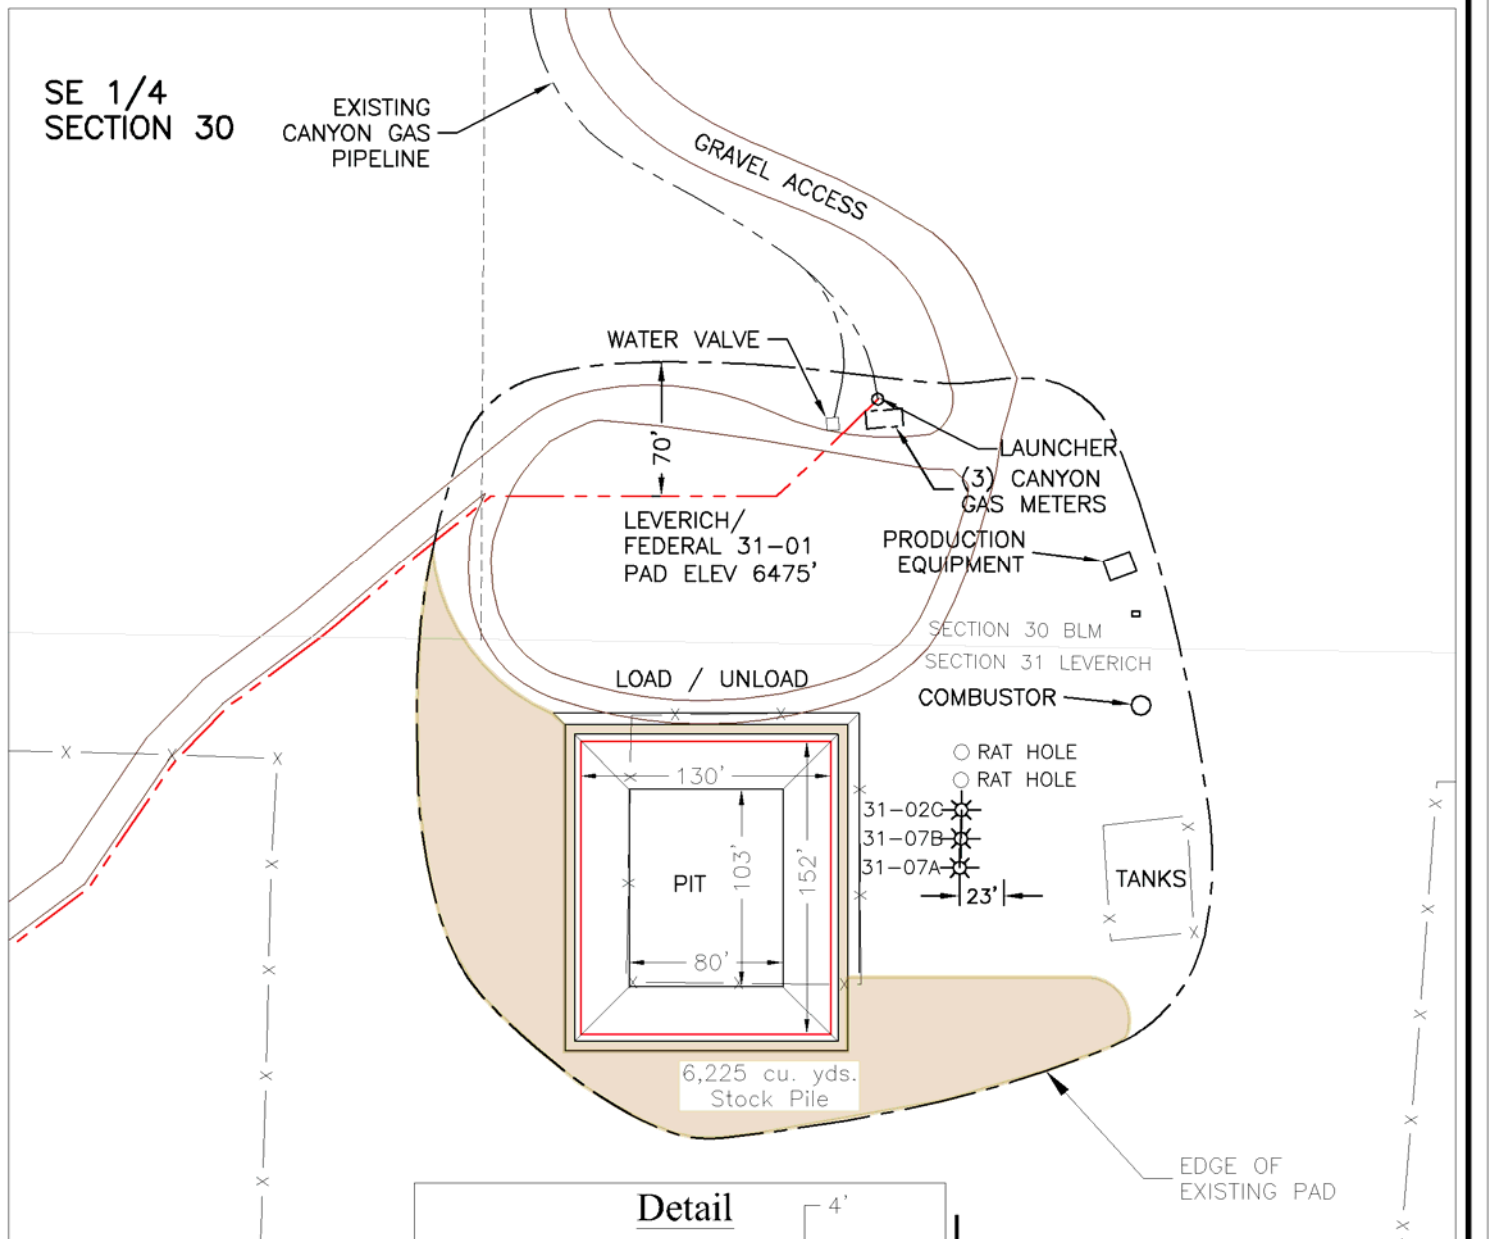 SE 1/4
SECTION 30
EXISTING
CANYON GAS
PIPELINE
GRAVEL ACCESS
WATER VALVE
70'
LAUNCHER
(3) CANYON
GAS METERS
LEVERICH/
FEDERAL 31-01
PAD ELEV 6475'
PRODUCTION
EQUIPMENT
SECTION 30 BLM
SECTION 31 LEVERICH
LOAD / UNLOAD
COMBUSTOR
RAT HOLE
RAT HOLE
130'
31-02C
31-07B
31-07A
103'
152'
PIT
TANKS
23'
80'
6,225 cu. yds.
Stock Pile
EDGE OF
EXISTING PAD
Detail
4'